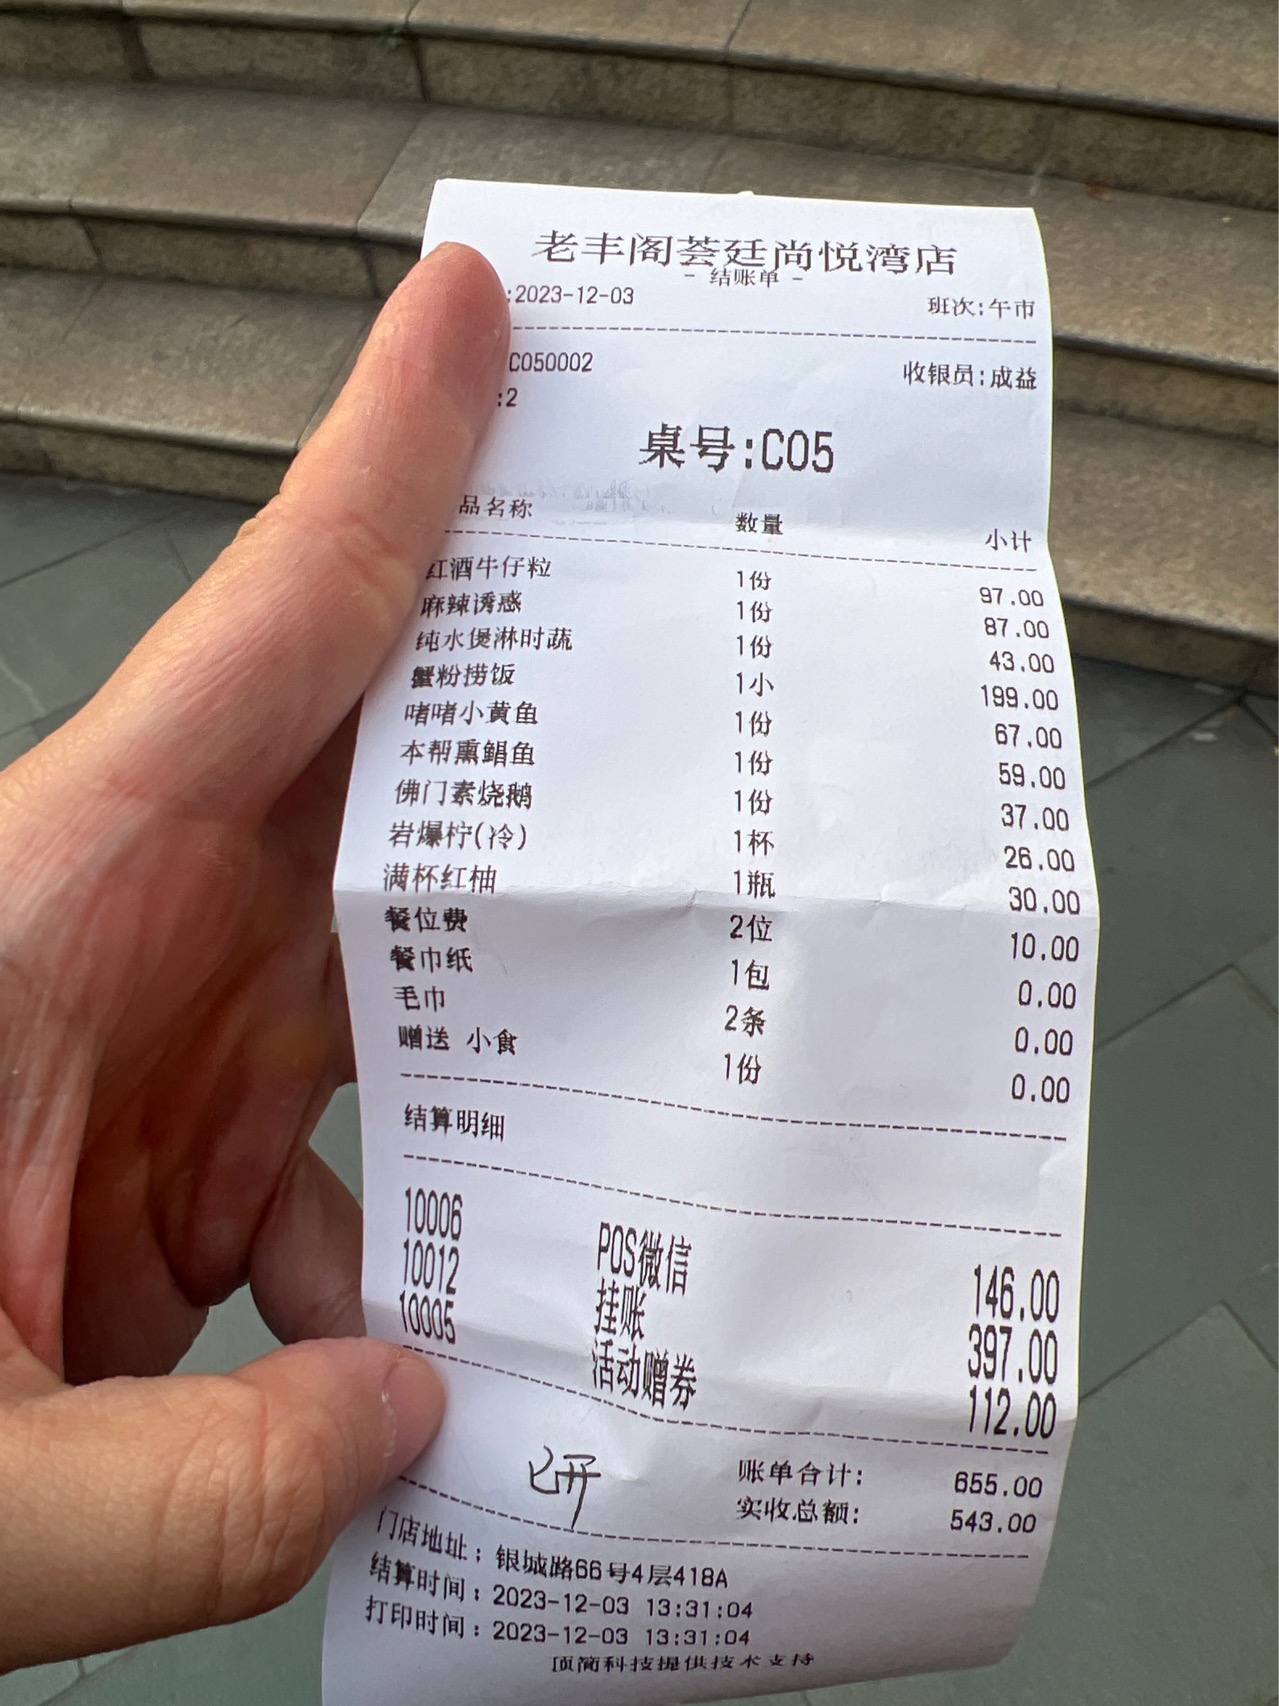 老丰阁荟廷尚悦湾店
- 结账单 -
:2023-12-03 班次:午市
C050002 收银员:成益
:2
桌号:C05
品名称 数量 小计
红酒牛仔粒 1份 97.00
麻辣诱惑 1份 87.00
纯水煲淋时蔬 1份 43.00
蟹粉捞饭 1小 199.00
啫啫小黄鱼 1份 67.00
本帮熏鲳鱼 1份 59.00
佛门素烧鹅 1份 37.00
岩爆柠(冷) 1杯 26.00
满杯红柚 1瓶 30.00
餐位费 2位 10.00
餐巾纸 1包 0.00
毛巾 2条 0.00
赠送 小食 1份 0.00
结算明细
10006 POS微信 146.00
10012 挂账 397.00
10005 活动赠券 112.00
账单合计: 655.00
已开
实收总额: 543.00
门店地址；银城路66号4层418A
结算时间：2023-12-03 13:31:04
打印时间：2023-12-03 13:31:04
顶简科技提供技术支持